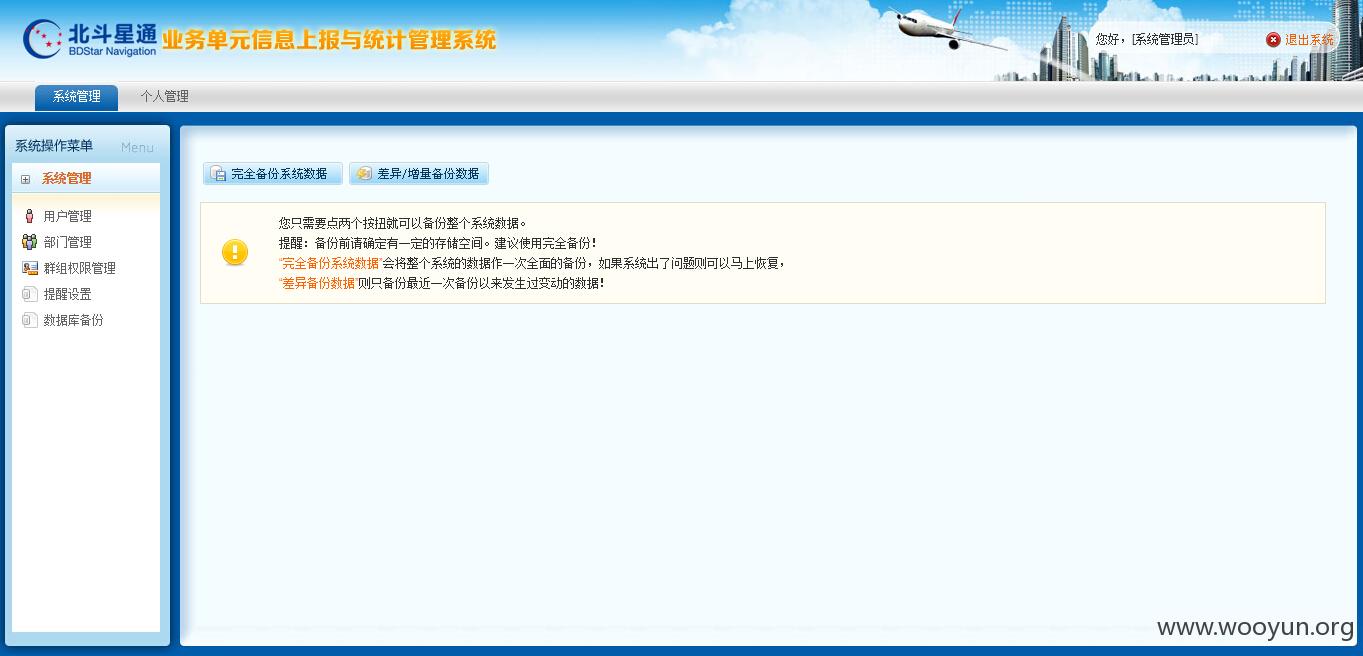 北斗星通
BDStar Navigation
业务单元信息上报与统计管理系统
您好，[系统管理员]
退出系统
系统管理
个人管理
系统操作菜单
Menu
系统管理
用户管理
部门管理
群组权限管理
提醒设置
数据库备份
完全备份系统数据
差异/增量备份数据
您只需要点两个按扭就可以备份整个系统数据。
提醒：备份前请确定有一定的存储空间。建议使用完全备份！
“完全备份系统数据”会将整个系统的数据作一次全面的备份，如果系统出了问题则可以马上恢复，
“差异备份数据”则只备份最近一次备份以来发生过变动的数据！
www.wooyun.org